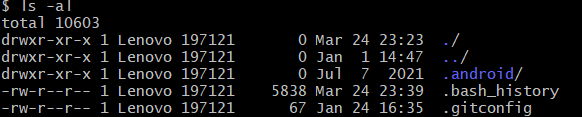 $ ls -al
total 10603
drwxr-xr-x 1 Lenovo 197121     0 Mar 24 23:23 ./
drwxr-xr-x 1 Lenovo 197121     0 Jan  1 14:47 ../
drwxr-xr-x 1 Lenovo 197121     0 Jul  7  2021 .android/
-rw-r--r-- 1 Lenovo 197121  5838 Mar 24 23:39 .bash_history
-rw-r--r-- 1 Lenovo 197121    67 Jan 24 16:35 .gitconfig